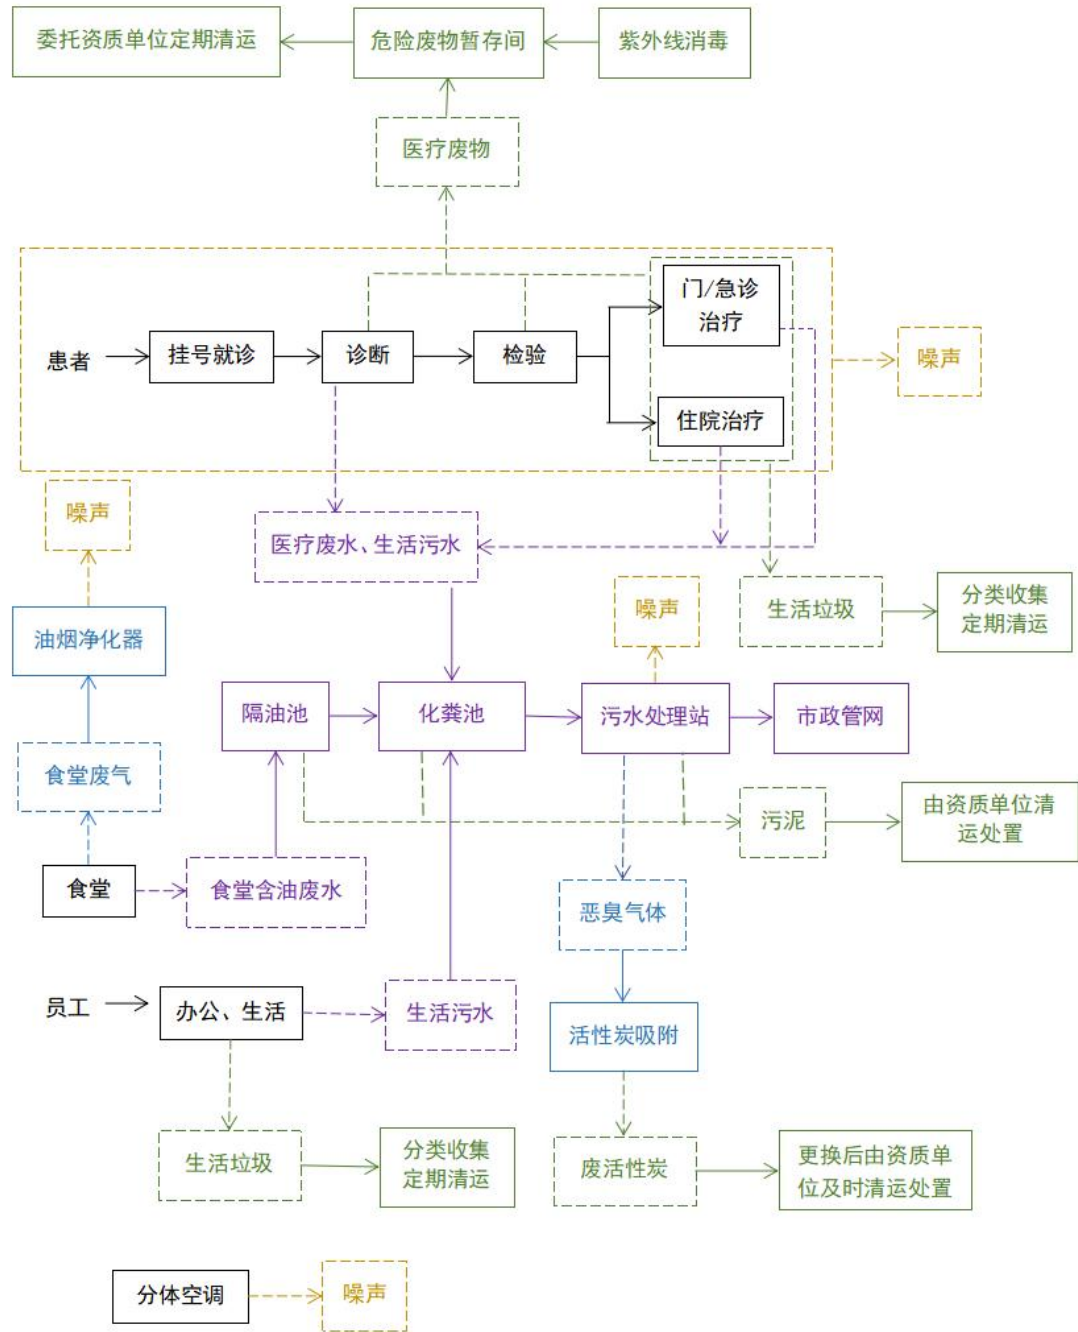 委托资质单位定期清运
危险废物暂存间
紫外线消毒
医疗废物
患者
挂号就诊
诊断
检验
门/急诊
治疗
住院治疗
噪声
噪声
医疗废水、生活污水
噪声
生活垃圾
分类收集
定期清运
油烟净化器
隔油池
化粪池
污水处理站
市政管网
食堂废气
污泥
由资质单位清
运处置
食堂
食堂含油废水
恶臭气体
员工
办公、生活
生活污水
活性炭吸附
生活垃圾
分类收集
定期清运
废活性炭
更换后由资质单
位及时清运处置
分体空调
噪声